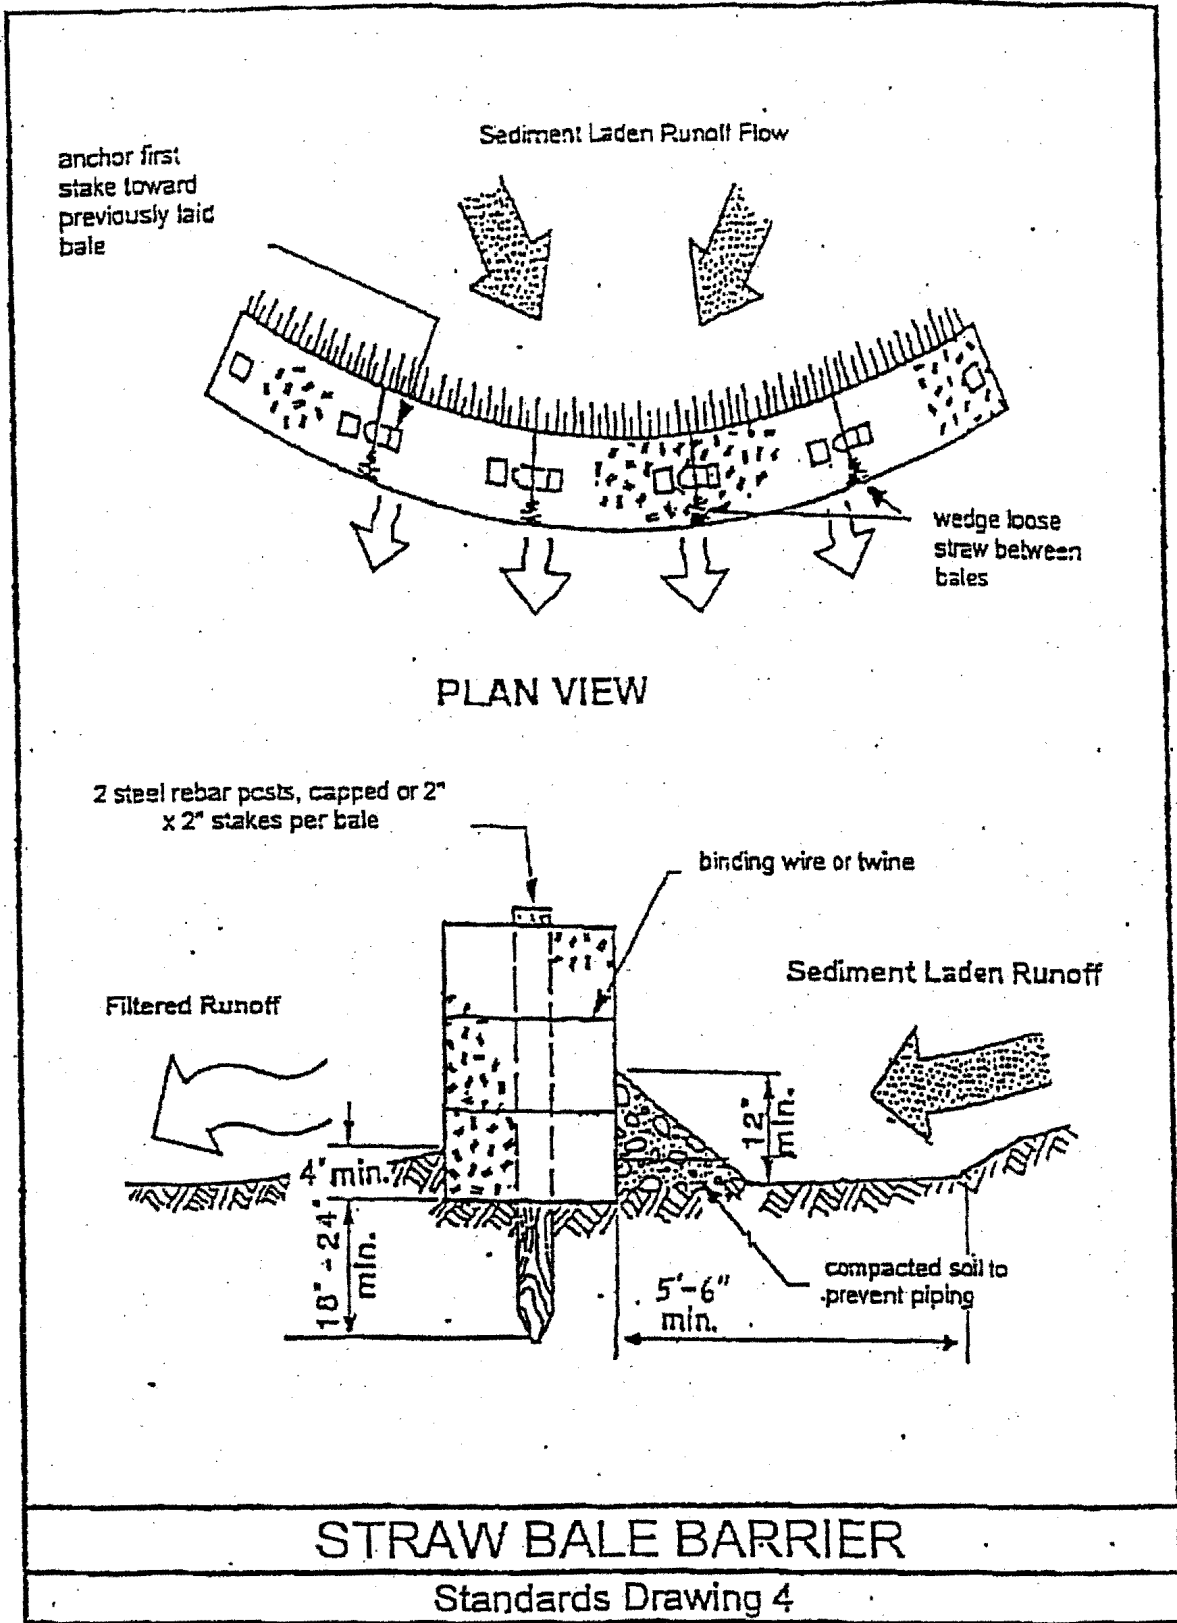 Sediment Laden Runoff Flow
anchor first
stake toward
previously laid
bale
wedge loose
straw between
bales
PLAN VIEW
2 steel rebar posts, capped or 2"
x 2" stakes per bale
binding wire or twine
Sediment Laden Runoff
Filtered Runoff
12"
min.
4" min.
18" - 24"
min.
compacted soil to
prevent piping
5'-6"
min.
STRAW BALE BARRIER
Standards Drawing 4